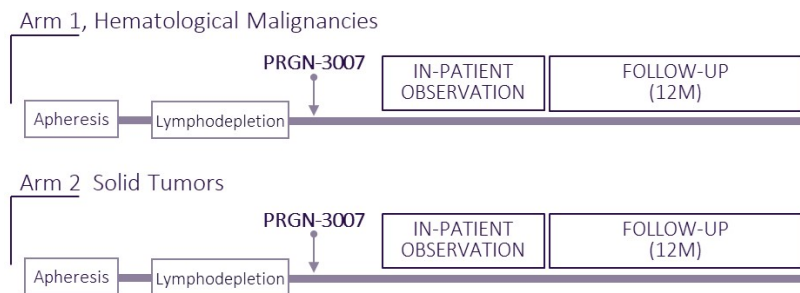 Arm 1, Hematological Malignancies
PRGN-3007
IN-PATIENT
OBSERVATION
FOLLOW-UP
(12M)
Apheresis
Lymphodepletion
Arm 2 Solid Tumors
PRGN-3007
IN-PATIENT
OBSERVATION
FOLLOW-UP
(12M)
Apheresis
Lymphodepletion